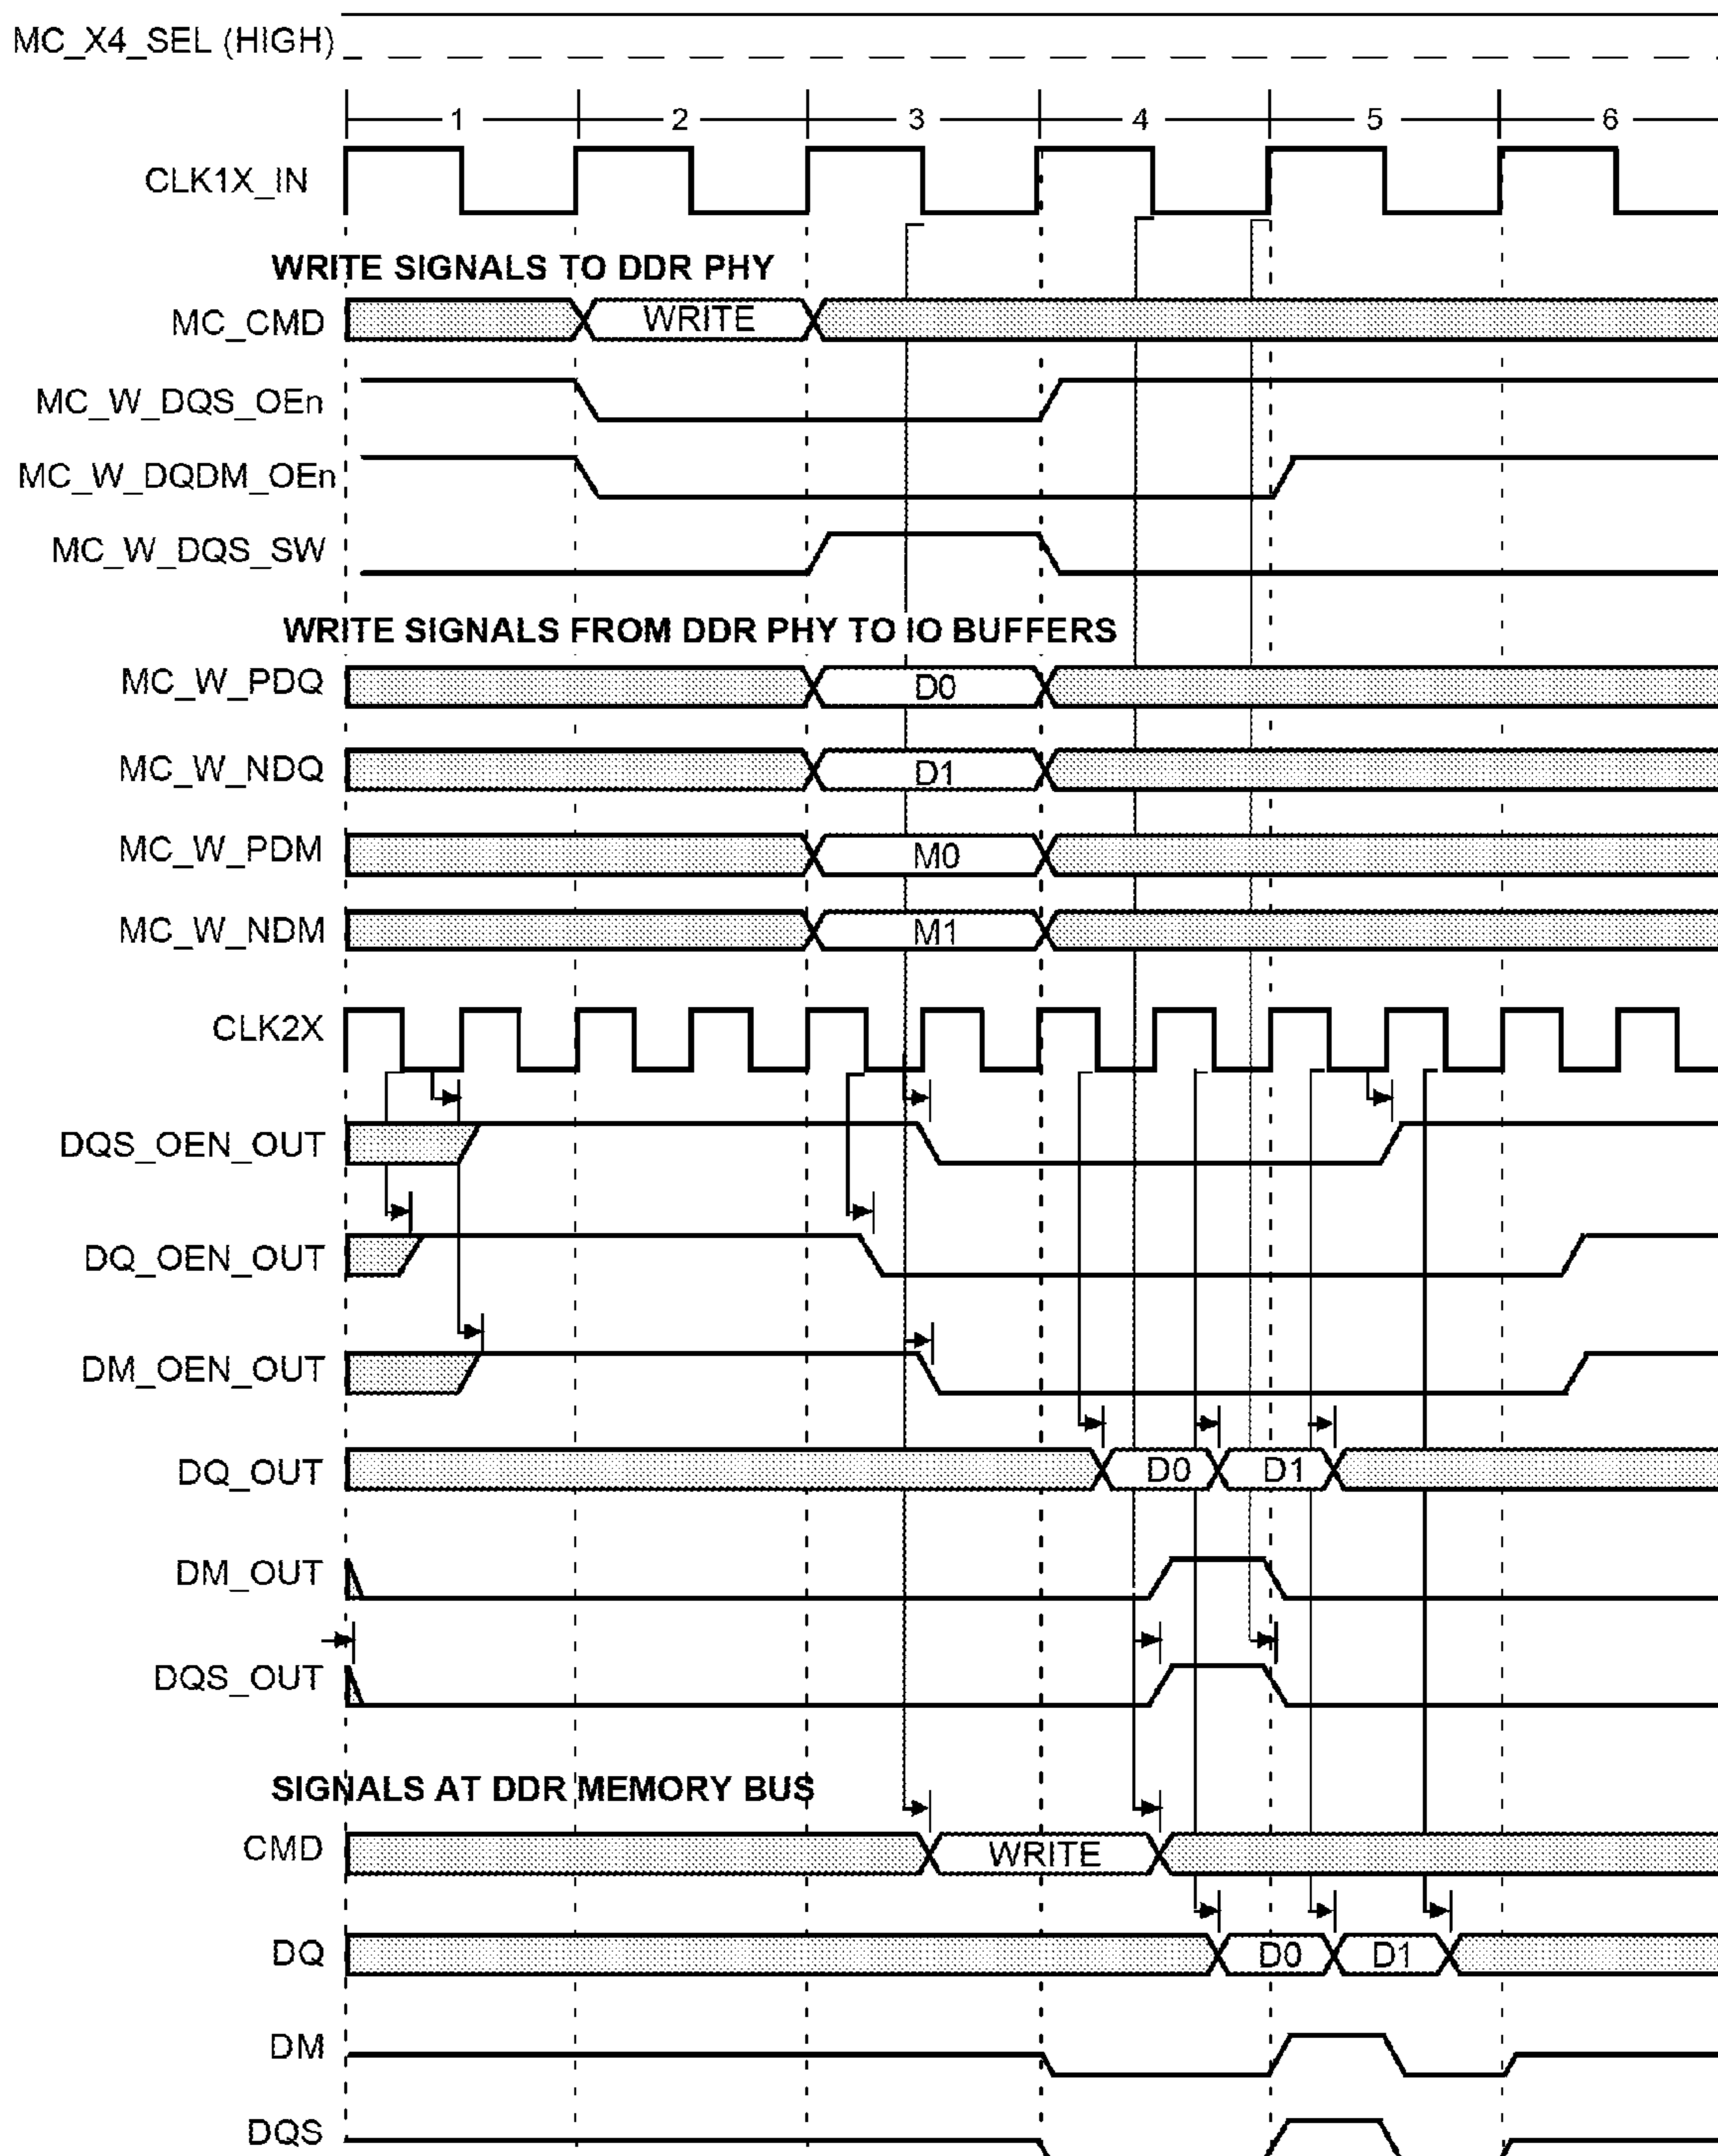 MC_X4_SEL (HIGH)
1 2 3 4 5 6
CLK1X_IN
WRITE SIGNALS TO DDR PHY
MC_CMD WRITE
MC_W_DQS_OEn
MC_W_DQDM_OEn
MC_W_DQS_SW
WRITE SIGNALS FROM DDR PHY TO IO BUFFERS
MC_W_PDQ D0
MC_W_NDQ D1
MC_W_PDM M0
MC_W_NDM M1
CLK2X
DQS_OEN_OUT
DQ_OEN_OUT
DM_OEN_OUT
DQ_OUT D0 D1
DM_OUT
DQS_OUT
SIGNALS AT DDR MEMORY BUS
CMD WRITE
DQ D0 D1
DM
DQS